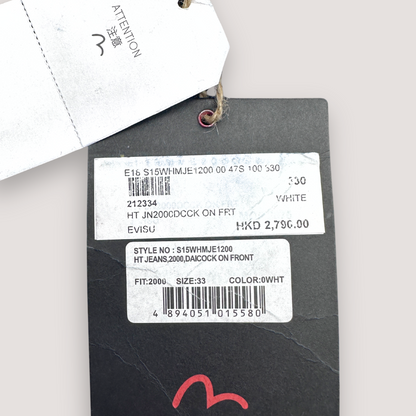 ATTENTION
注意
E16 S15WHMJE1200 00 47S 100 330
330
212334
WHITE
HT JN2000DCCK ON FRT
EVISU
HKD 2,790.00
STYLE NO : S15WHMJE1200
HT JEANS,2000,DAICOCK ON FRONT
FIT:2000 SIZE:33 COLOR:0WHT
4 894051 015580